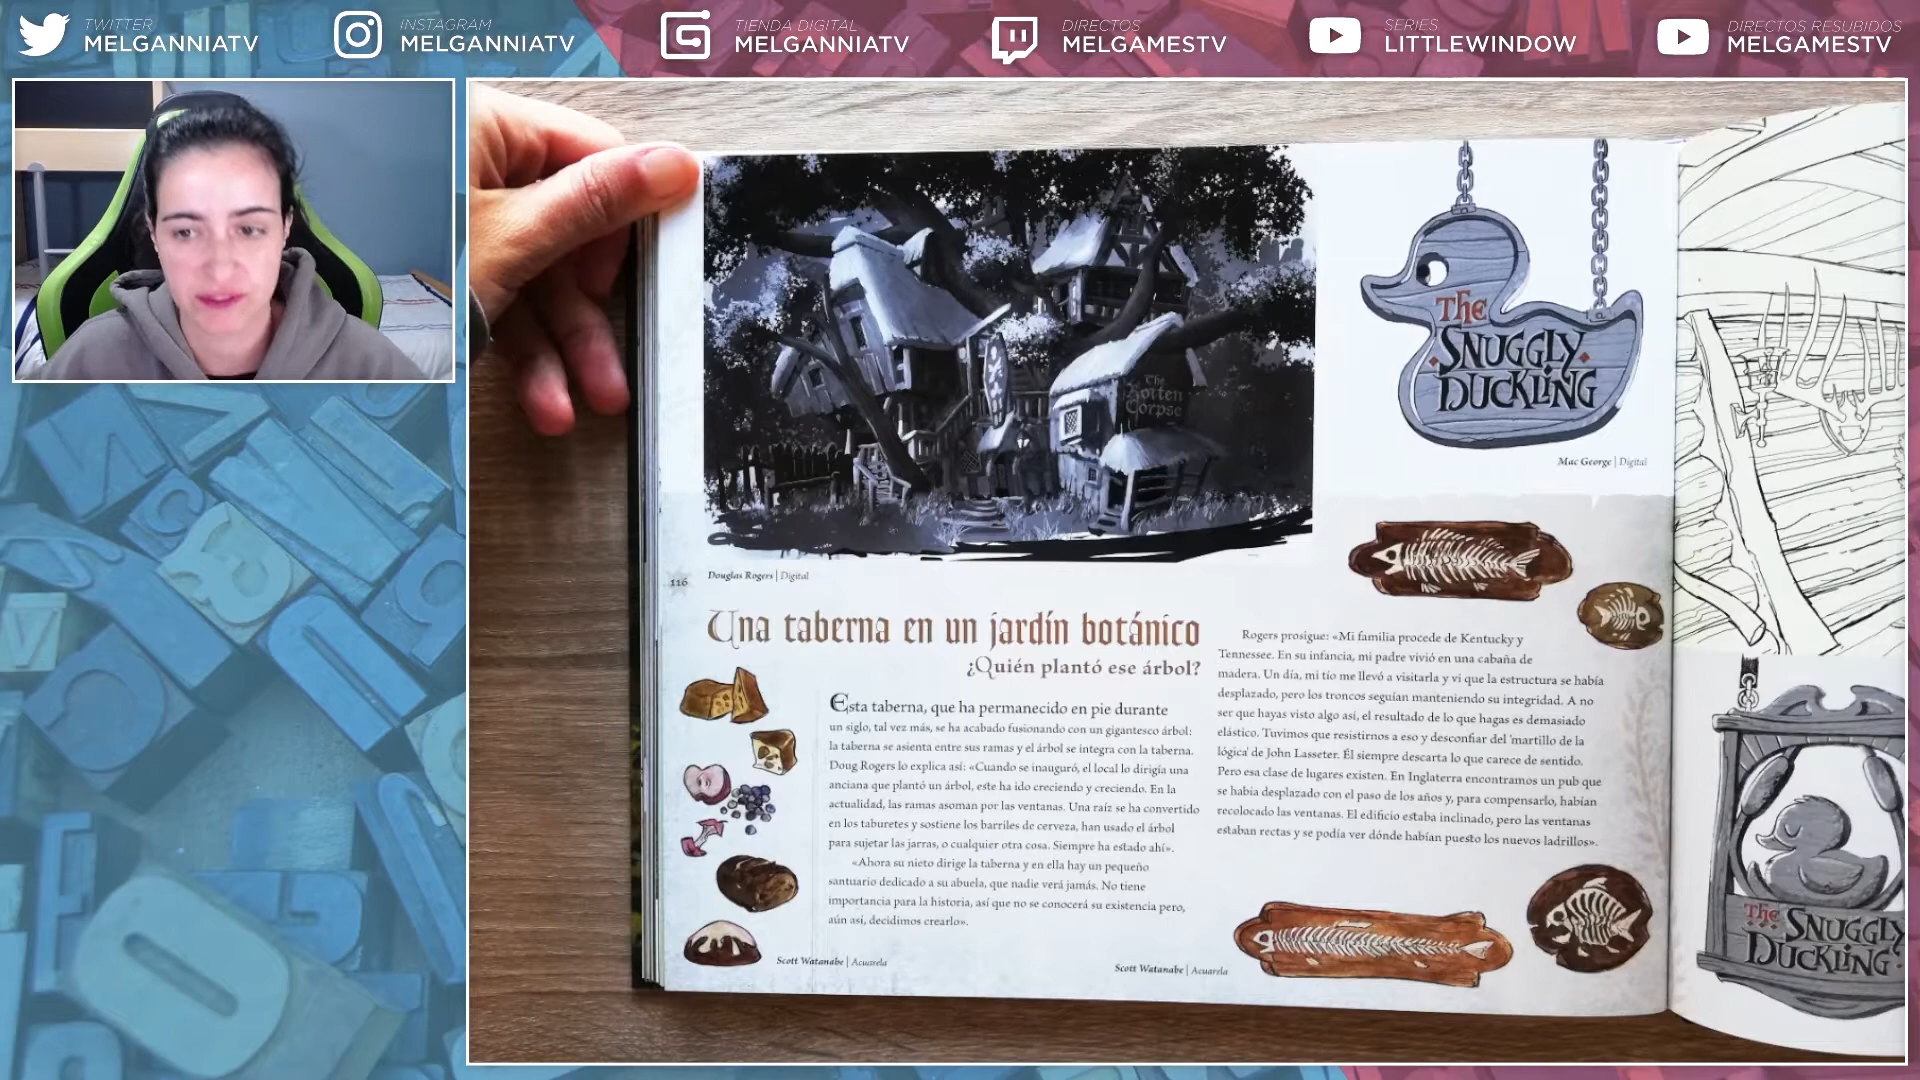 TWITTER
MELGANNIATV
INSTAGRAM
MELGANNIATV
TIENDA DIGITAL
MELGANNIATV
DIRECTOS
MELGAMESTV
SERIES
LITTLEWINDOW
DIRECTOS RESUBIDOS
MELGAMESTV
The
Rotten
Corpse
The
Snuggly
Duckling
Mac George | Digital
116
Douglas Rogers | Digital
Una taberna en un jardín botánico
¿Quién plantó ese árbol?
Esta taberna, que ha permanecido en pie durante
un siglo, tal vez más, se ha acabado fusionando con un gigantesco árbol:
la taberna se asienta entre sus ramas y el árbol se integra con la taberna.
Doug Rogers lo explica así: «Cuando se inauguró, el local lo dirigía una
anciana que plantó un árbol, este ha ido creciendo y creciendo. En la
actualidad, las ramas asoman por las ventanas. Una raíz se ha convertido
en los taburetes y sostiene los barriles de cerveza, han usado el árbol
para sujetar las jarras, o cualquier otra cosa. Siempre ha estado ahí».
«Ahora su nieto dirige la taberna y en ella hay un pequeño
santuario dedicado a su abuela, que nadie verá jamás. No tiene
importancia para la historia, así que no se conocerá su existencia pero,
aún así, decidimos crearlo».
Scott Watanabe | Acuarela
Rogers prosigue: «Mi familia procede de Kentucky y
Tennessee. En su infancia, mi padre vivió en una cabaña de
madera. Un día, mi tío me llevó a visitarla y vi que la estructura se había
desplazado, pero los troncos seguían manteniendo su integridad. A no
ser que hayas visto algo así, el resultado de lo que hagas es demasiado
elástico. Tuvimos que resistirnos a eso y desconfiar del 'martillo de la
lógica' de John Lasseter. Él siempre descarta lo que carece de sentido.
Pero esa clase de lugares existen. En Inglaterra encontramos un pub que
se había desplazado con el paso de los años y, para compensarlo, habían
recolocado las ventanas. El edificio estaba inclinado, pero las ventanas
estaban rectas y se podía ver dónde habían puesto los nuevos ladrillos».
Scott Watanabe | Acuarela
The
Snuggly
Duckling